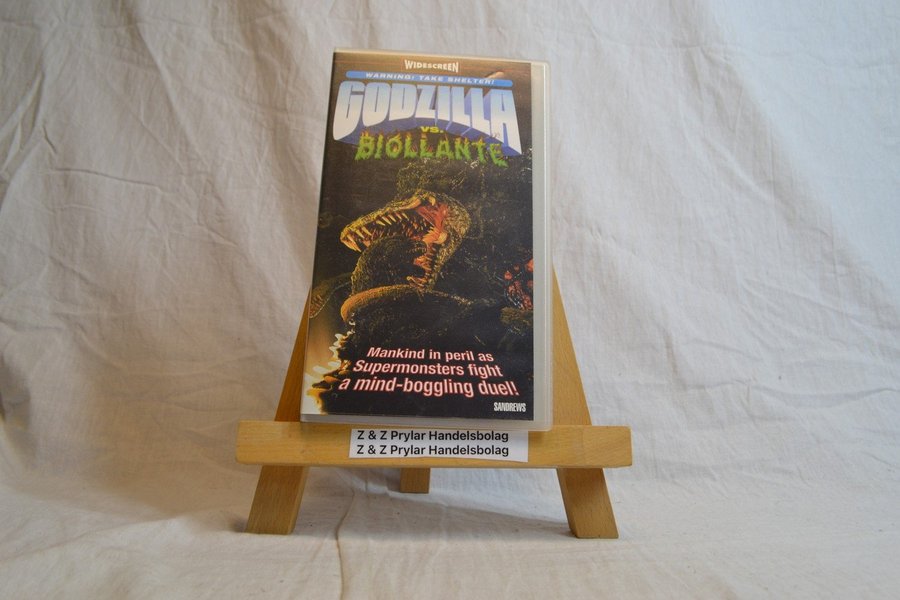 WIDESCREEN
WARNING: TAKE SHELTER!
GODZILLA
VS.
BIOLLANTE
Mankind in peril as
Supermonsters fight
a mind-boggling duel!
SANDREWS
Z & Z Prylar Handelsbolag
Z & Z Prylar Handelsbolag